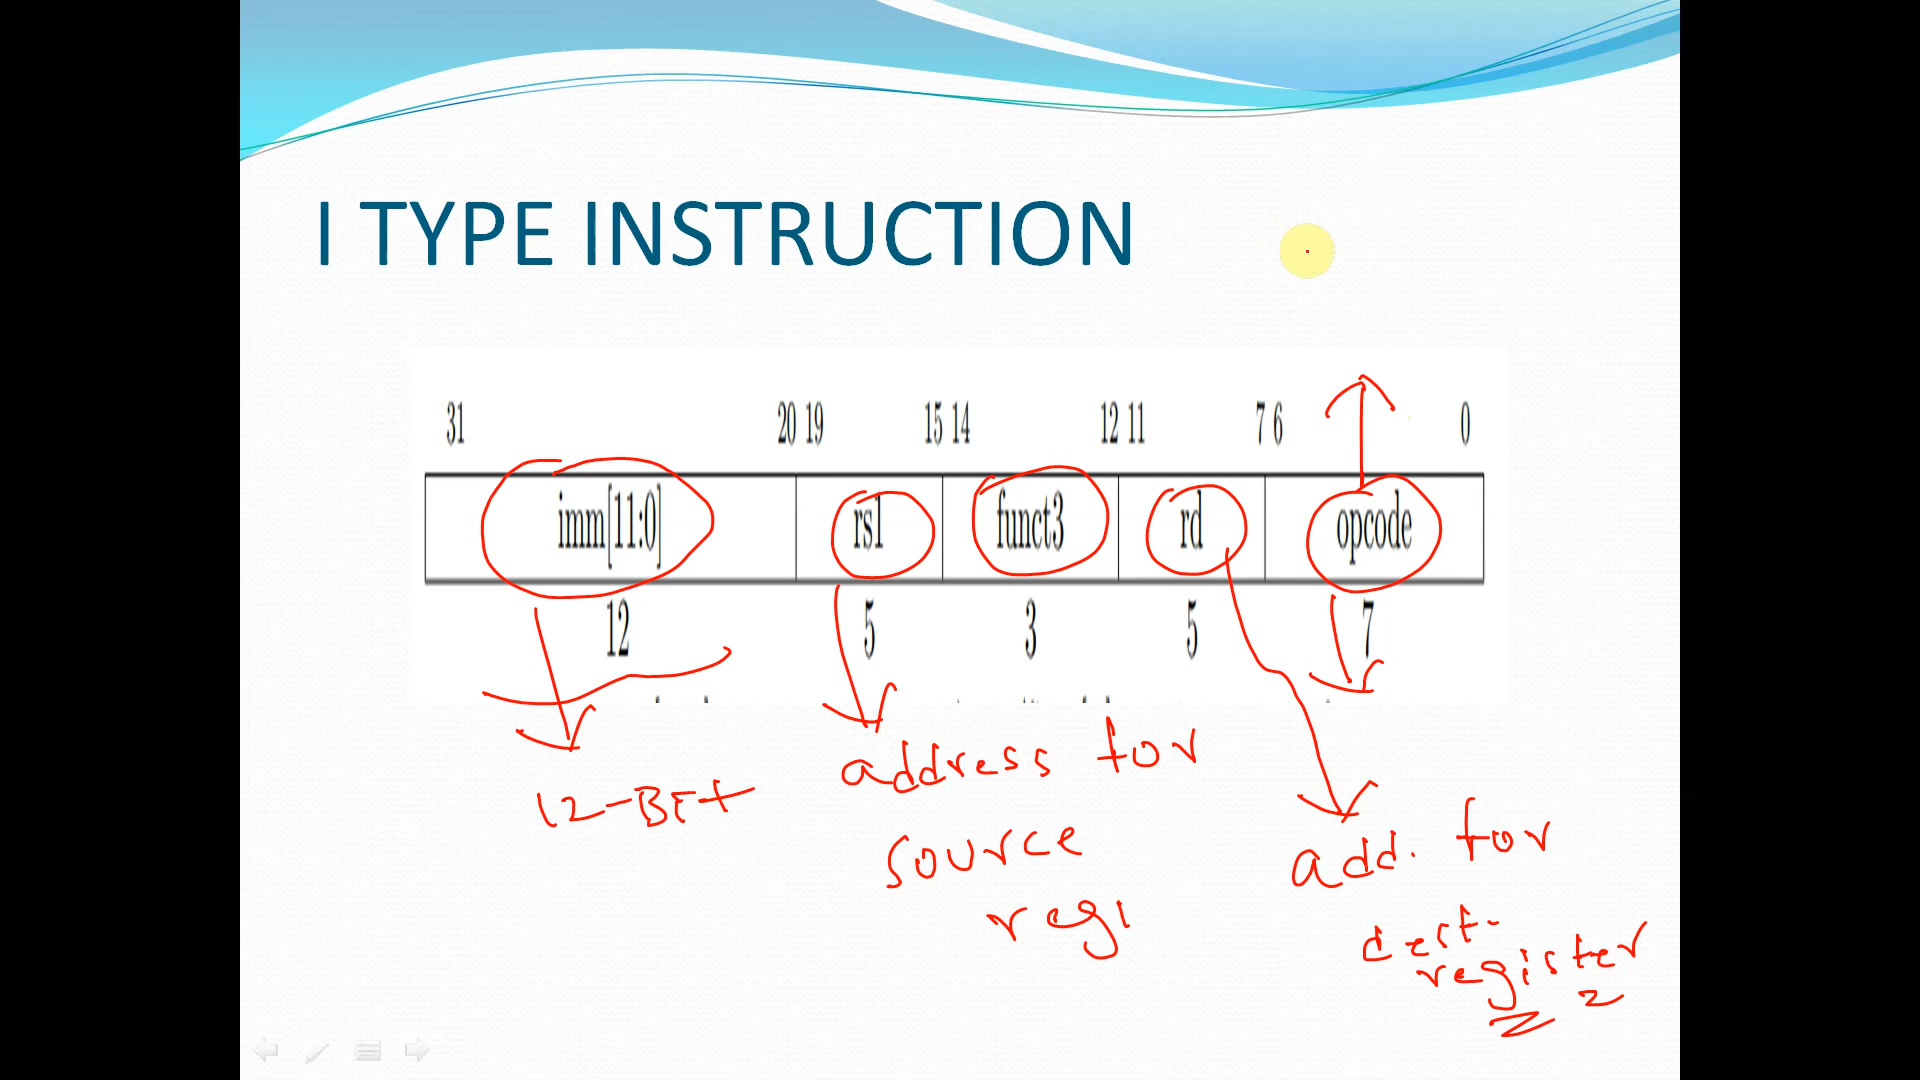 I TYPE INSTRUCTION
31 20 19 15 14 12 11 7 6 0
imm[11:0] rs1 funct3 rd opcode
12 5 3 5 7
12-BIT
address for
source
regi
add. for
dest.
register